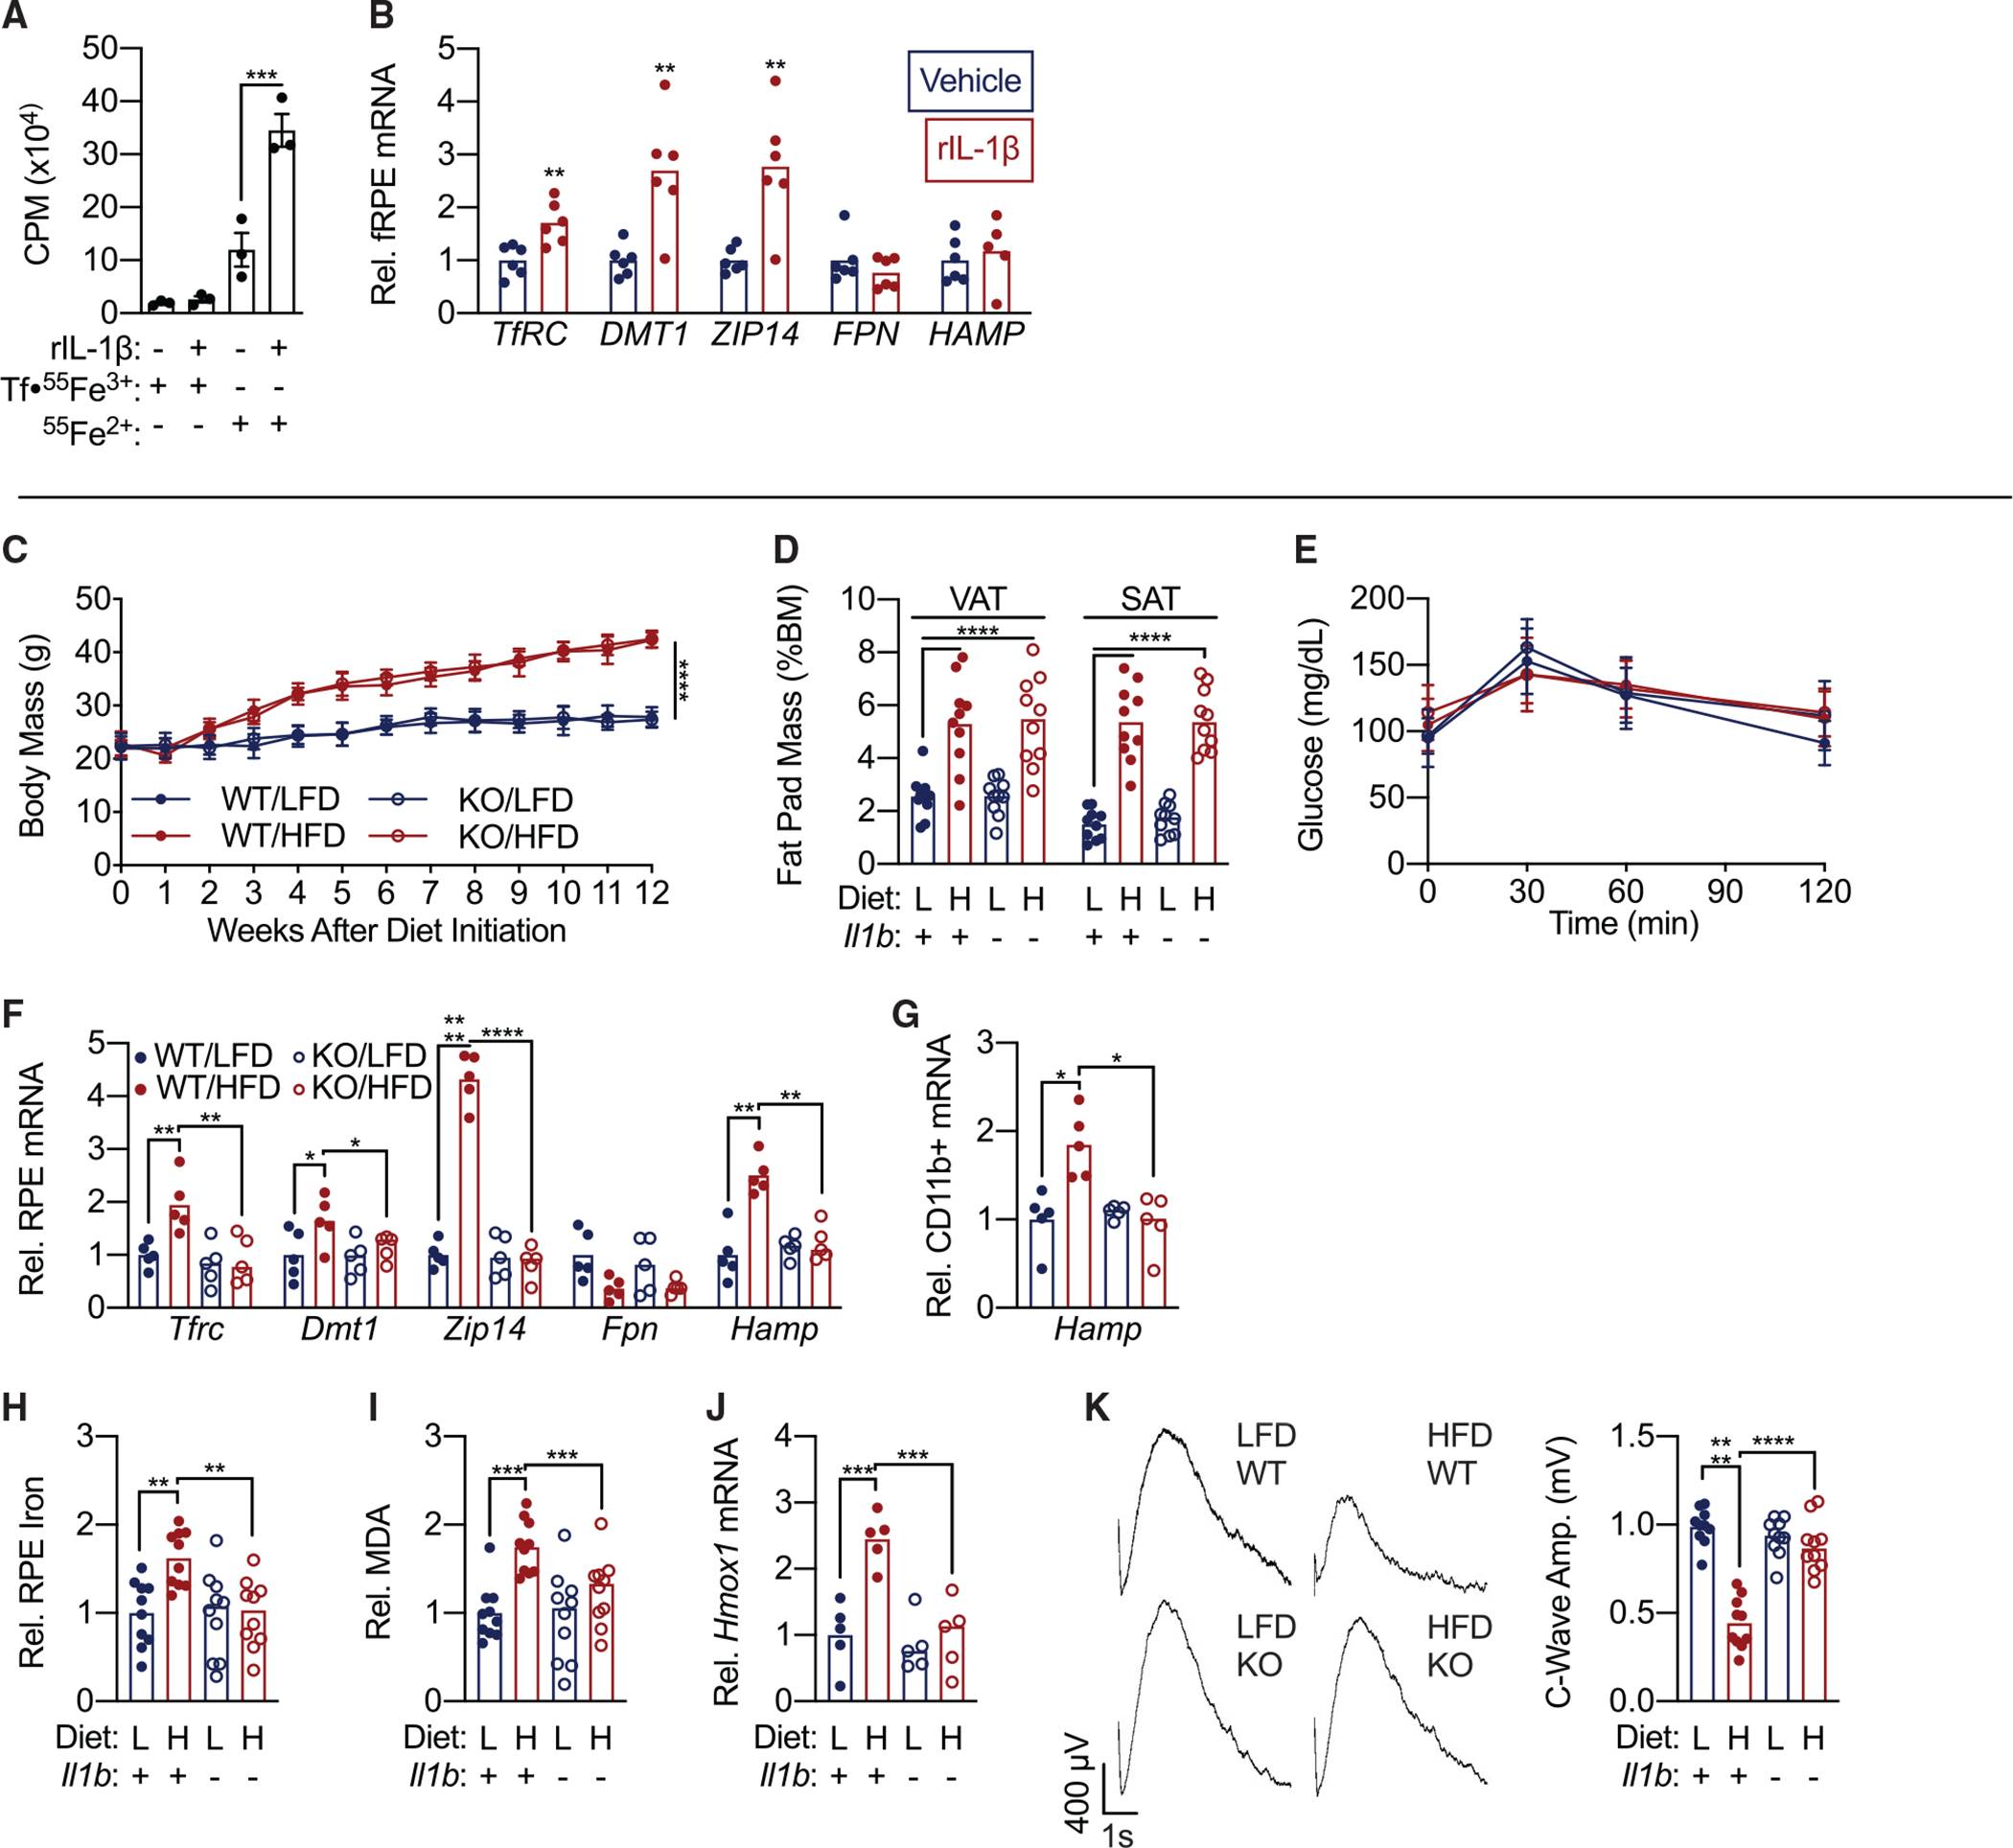 A
CPM (x10⁴)
50
40
30
20
10
0
***
rIL-1β: - + - +
Tf•⁵⁵Fe³⁺: + + - -
⁵⁵Fe²⁺: - - + +
B
Rel. fRPE mRNA
5
4
3
2
1
0
**
**
**
Vehicle
rIL-1β
TfRC DMT1 ZIP14 FPN HAMP
C
Body Mass (g)
50
40
30
20
10
0
****
WT/LFD KO/LFD
WT/HFD KO/HFD
0 1 2 3 4 5 6 7 8 9 10 11 12
Weeks After Diet Initiation
D
Fat Pad Mass (%BM)
10
8
6
4
2
0
VAT SAT
**** ****
Diet: L H L H L H L H
Il1b: + + - - + + - -
E
Glucose (mg/dL)
200
150
100
50
0
0 30 60 90 120
Time (min)
F
Rel. RPE mRNA
5
4
3
2
1
0
WT/LFD KO/LFD
WT/HFD KO/HFD
** **
* *
**
** ****
** **
Tfrc Dmt1 Zip14 Fpn Hamp
G
Rel. CD11b+ mRNA
3
2
1
0
* *
Hamp
H
Rel. RPE Iron
3
2
1
0
** **
Diet: L H L H
Il1b: + + - -
I
Rel. MDA
3
2
1
0
*** ***
Diet: L H L H
Il1b: + + - -
J
Rel. Hmox1 mRNA
4
3
2
1
0
*** ***
Diet: L H L H
Il1b: + + - -
K
LFD
WT
HFD
WT
LFD
KO
HFD
KO
400 µV
1s
C-Wave Amp. (mV)
1.5
1.0
0.5
0.0
**
** ****
Diet: L H L H
Il1b: + + - -